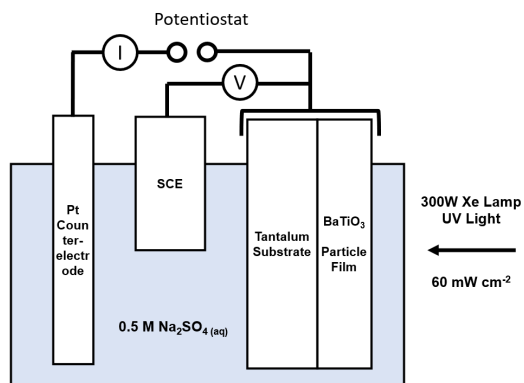 Potentiostat
I
V
SCE
Pt
Coun
ter-
electr
ode
Tantalum
Substrate
BaTiO₃
Particle
Film
300W Xe Lamp
UV Light
60 mW cm⁻²
0.5 M Na₂SO₄ (aq)